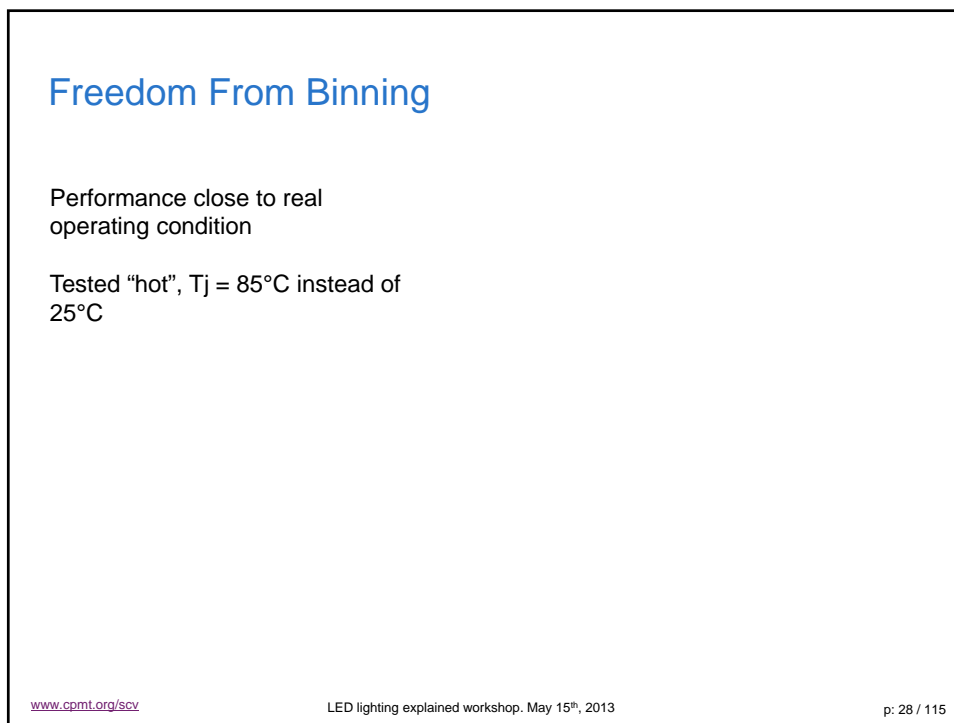 Freedom From Binning
Performance close to real
operating condition
Tested “hot”, Tj = 85°C instead of
25°C
www.cpmt.org/scv
LED lighting explained workshop. May 15th, 2013
p: 28 / 115